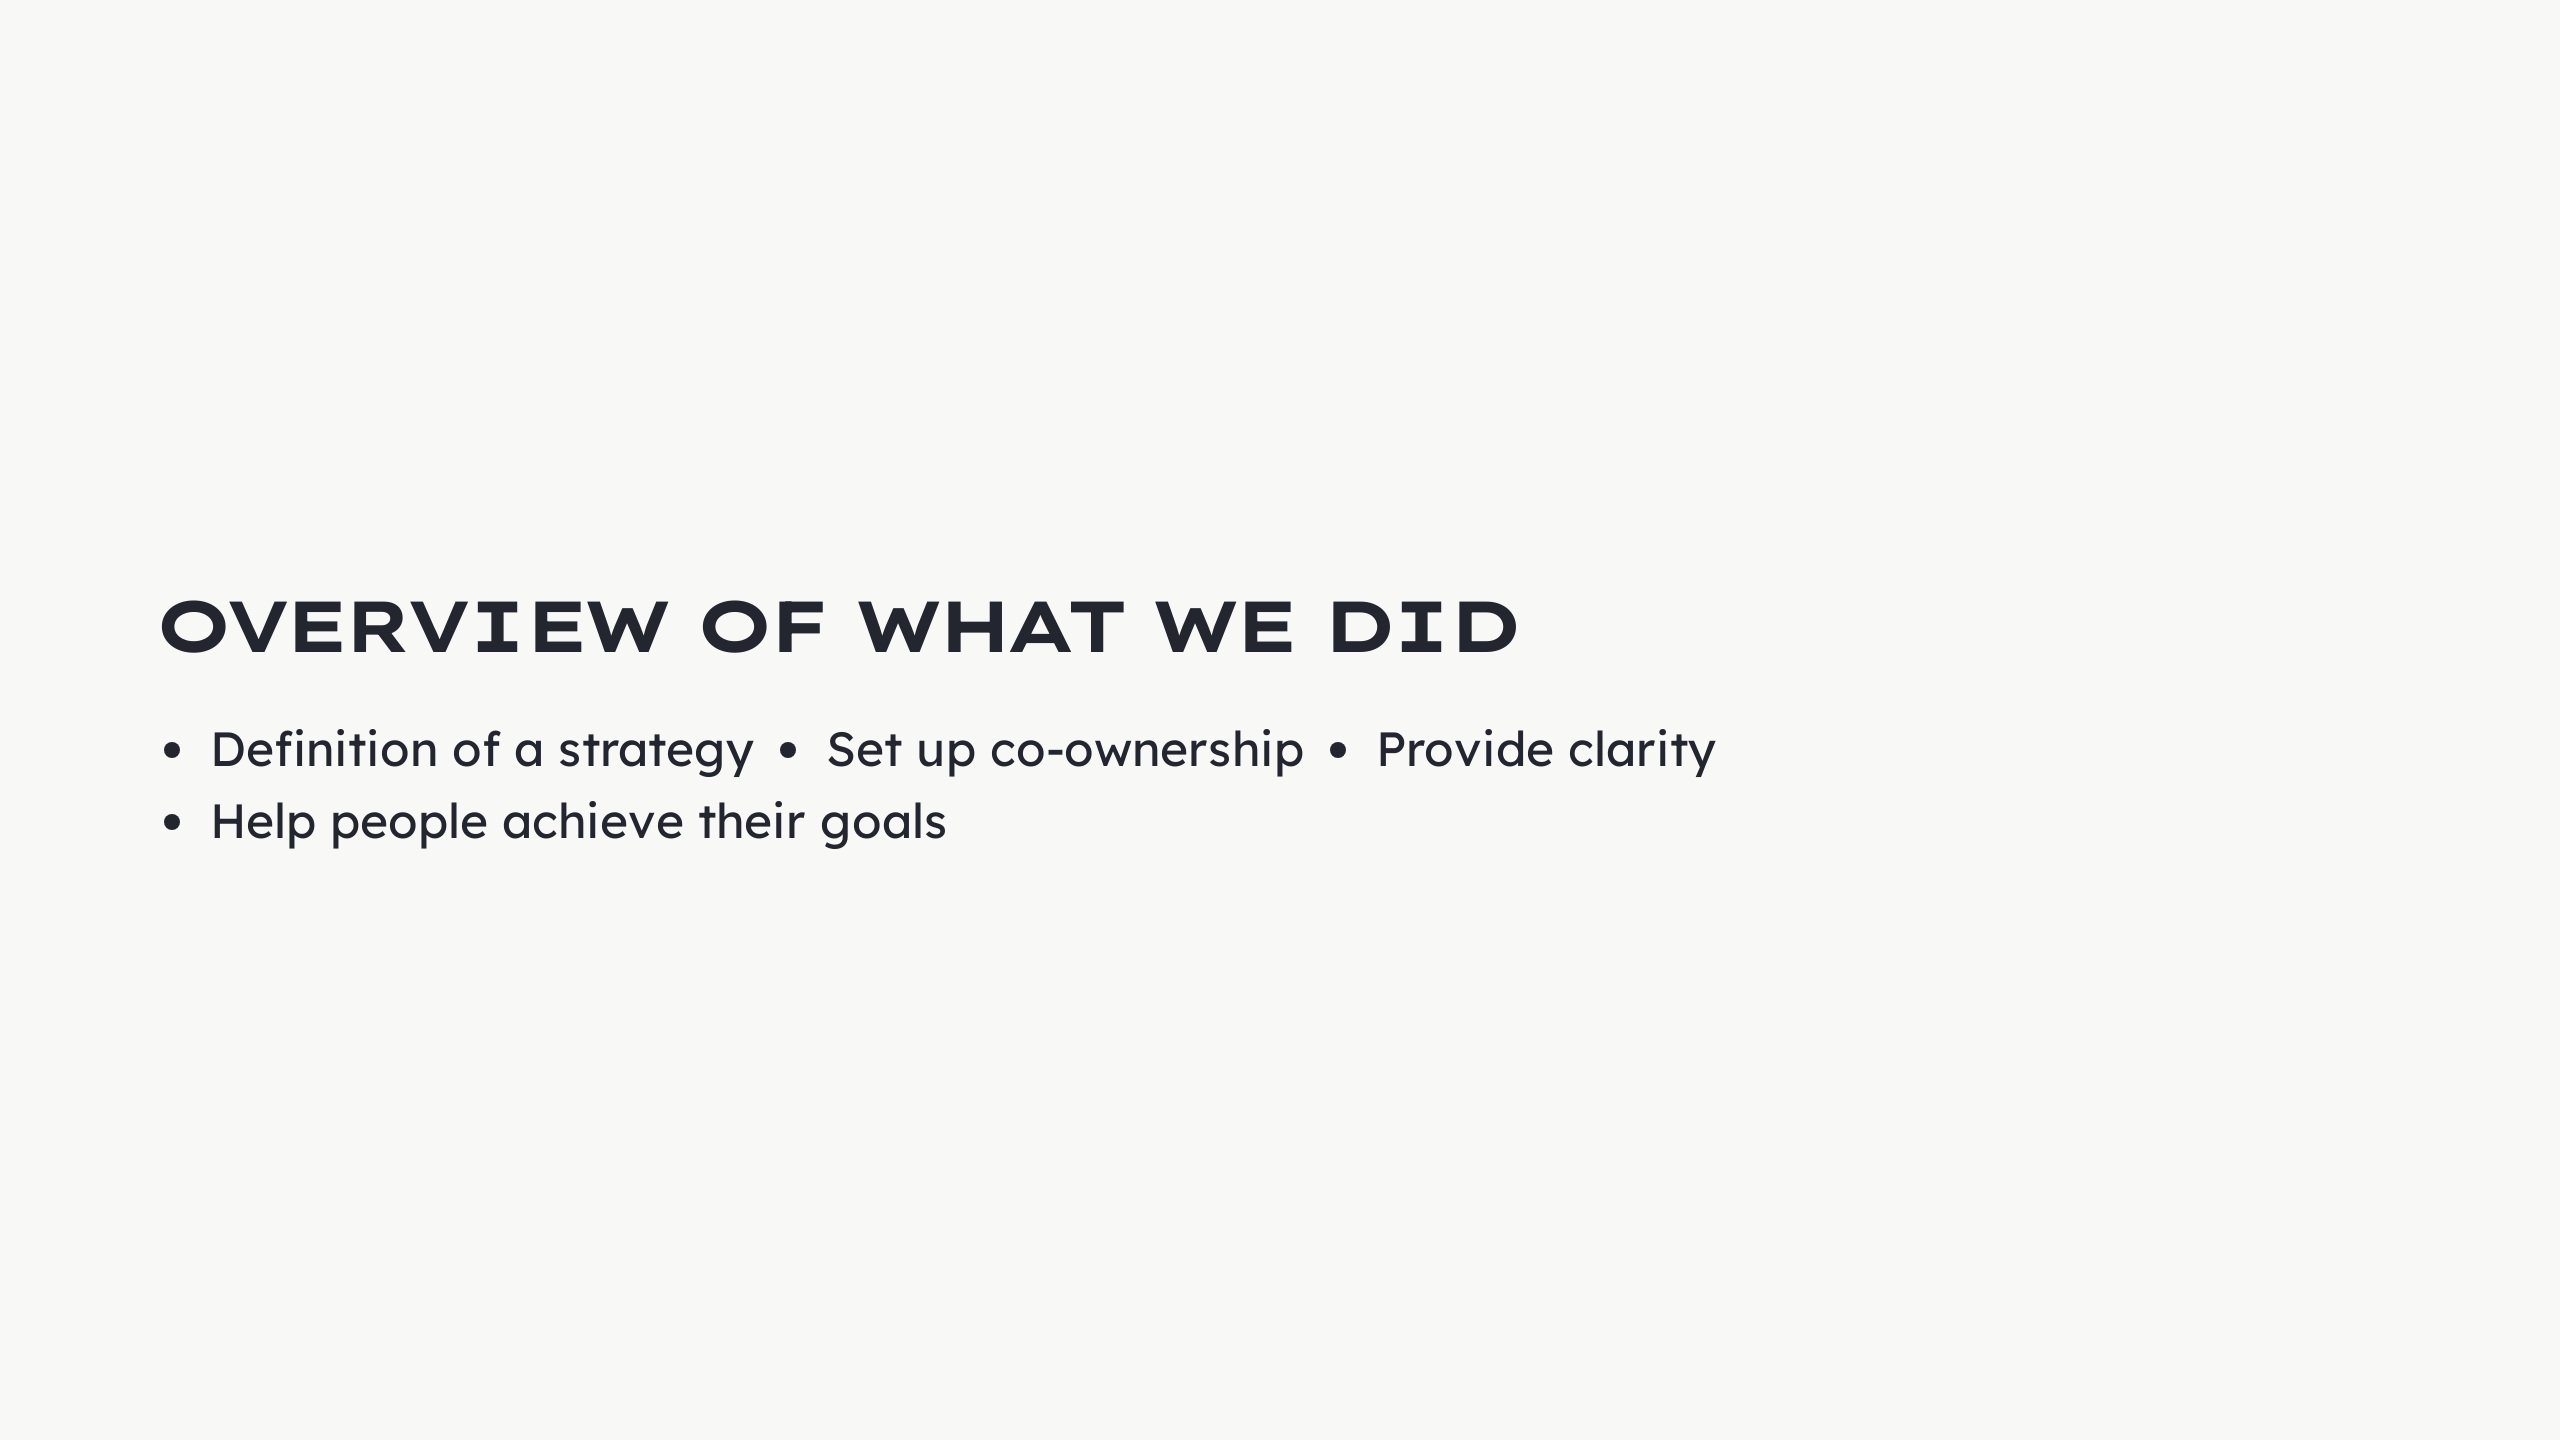 OVERVIEW OF WHAT WE DID
• Definition of a strategy • Set up co-ownership • Provide clarity
• Help people achieve their goals